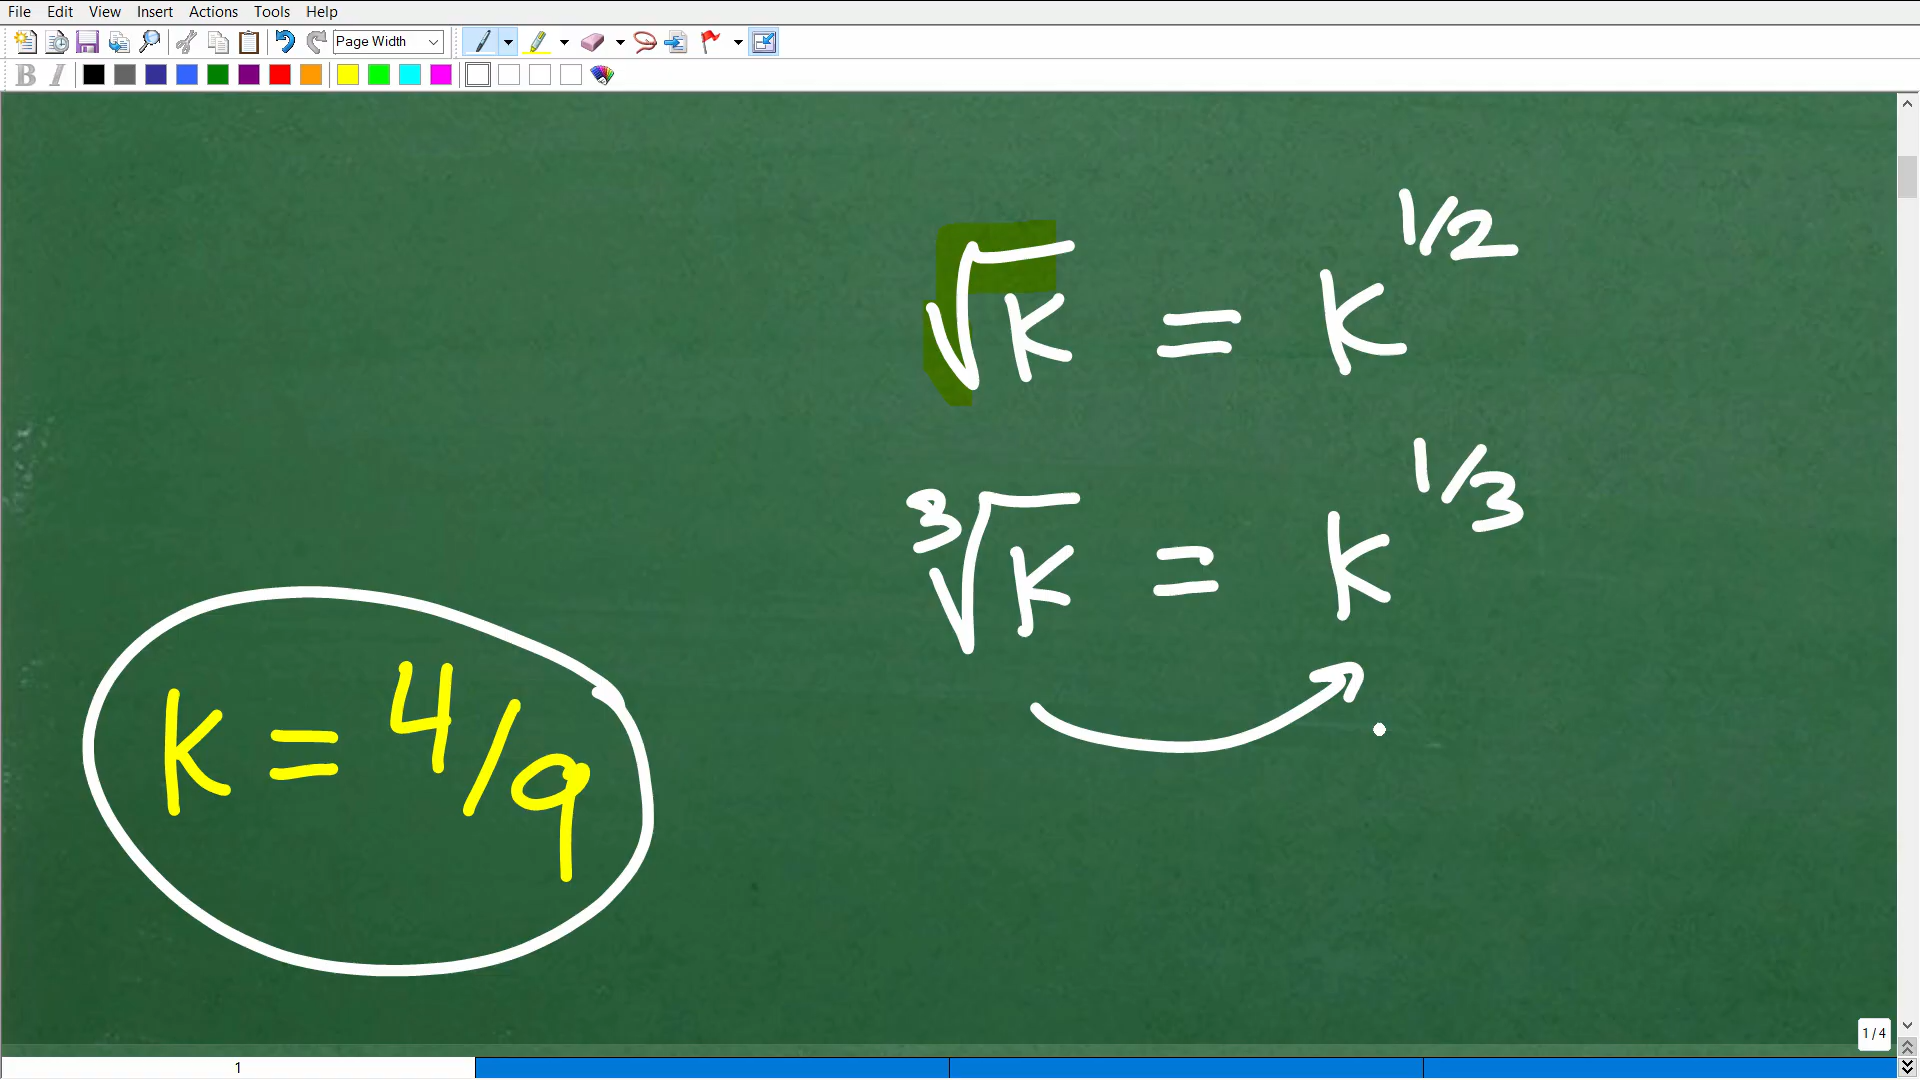 File Edit View Insert Actions Tools Help
Page Width
B I
√k = k^1/2
∛k = k^1/3
k = 4/9
1 / 4
1